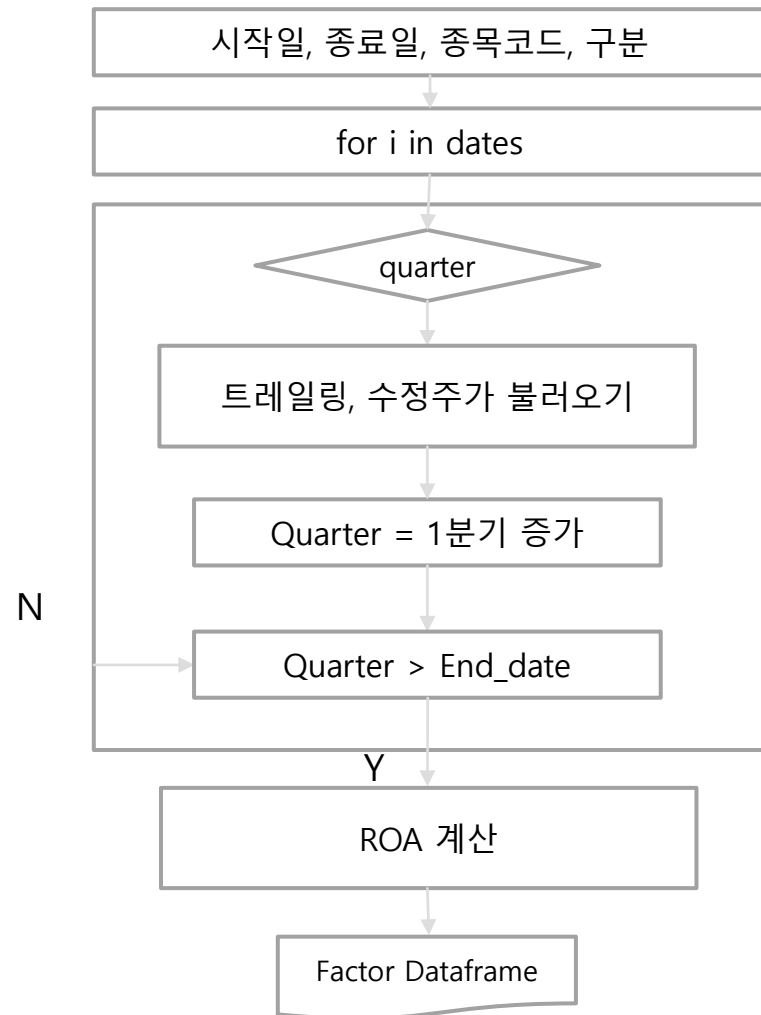 시작일, 종료일, 종목코드, 구분
for i in dates
quarter
트레일링, 수정주가 불러오기
Quarter = 1분기 증가
N
Quarter > End_date
Y
ROA 계산
Factor Dataframe